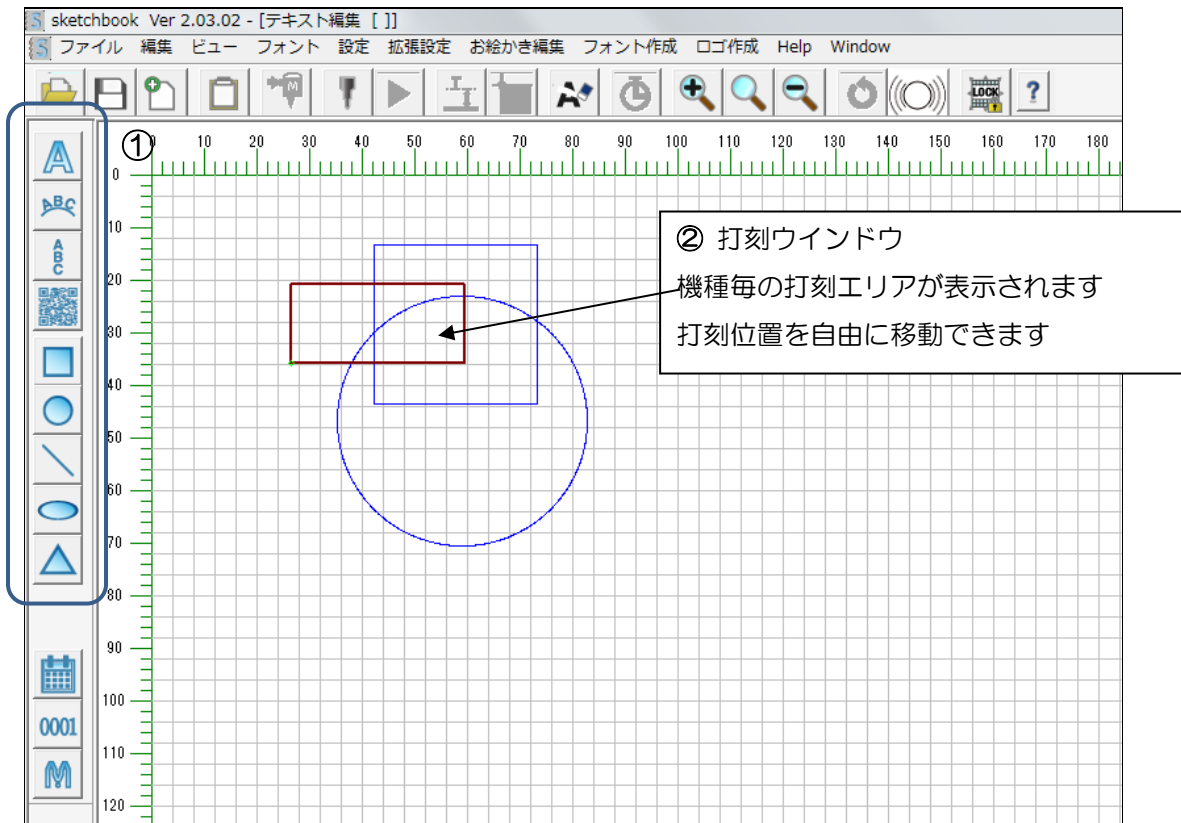 sketchbook Ver 2.03.02 - [テキスト編集 [ ]]
ファイル 編集 ビュー フォント 設定 拡張設定 お絵かき編集 フォント作成 ロゴ作成 Help Window
M LOCK ?
① 0 10 20 30 40 50 60 70 80 90 100 110 120 130 140 150 160 170 180
A
ABC
A
B
C
0
10
20
30
40
50
60
70
80
90
100
110
120
② 打刻ウインドウ
機種毎の打刻エリアが表示されます
打刻位置を自由に移動できます
0001
M